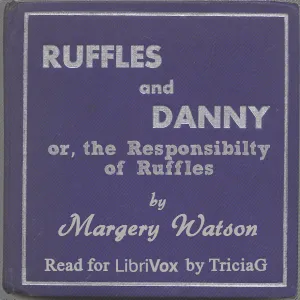 RUFFLES
and
DANNY
or, the Responsibilty
of Ruffles
by
Margery Watson
Read for LibriVox by TriciaG